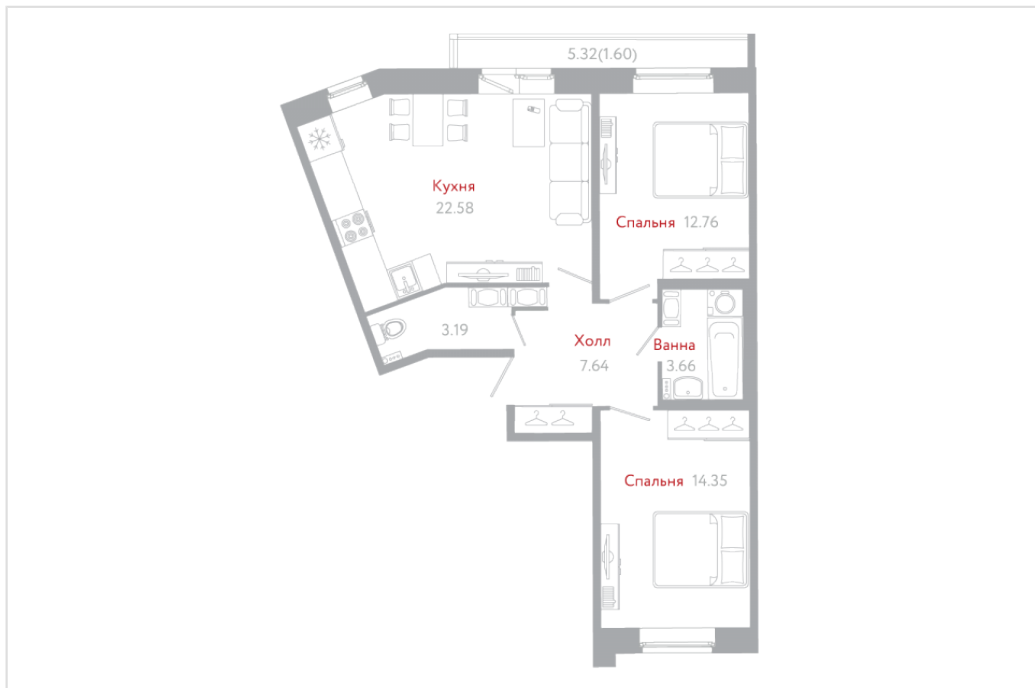 5.32(1.60)
Кухня
22.58
Спальня 12.76
3.19
Холл
7.64
Ванна
3.66
Спальня 14.35